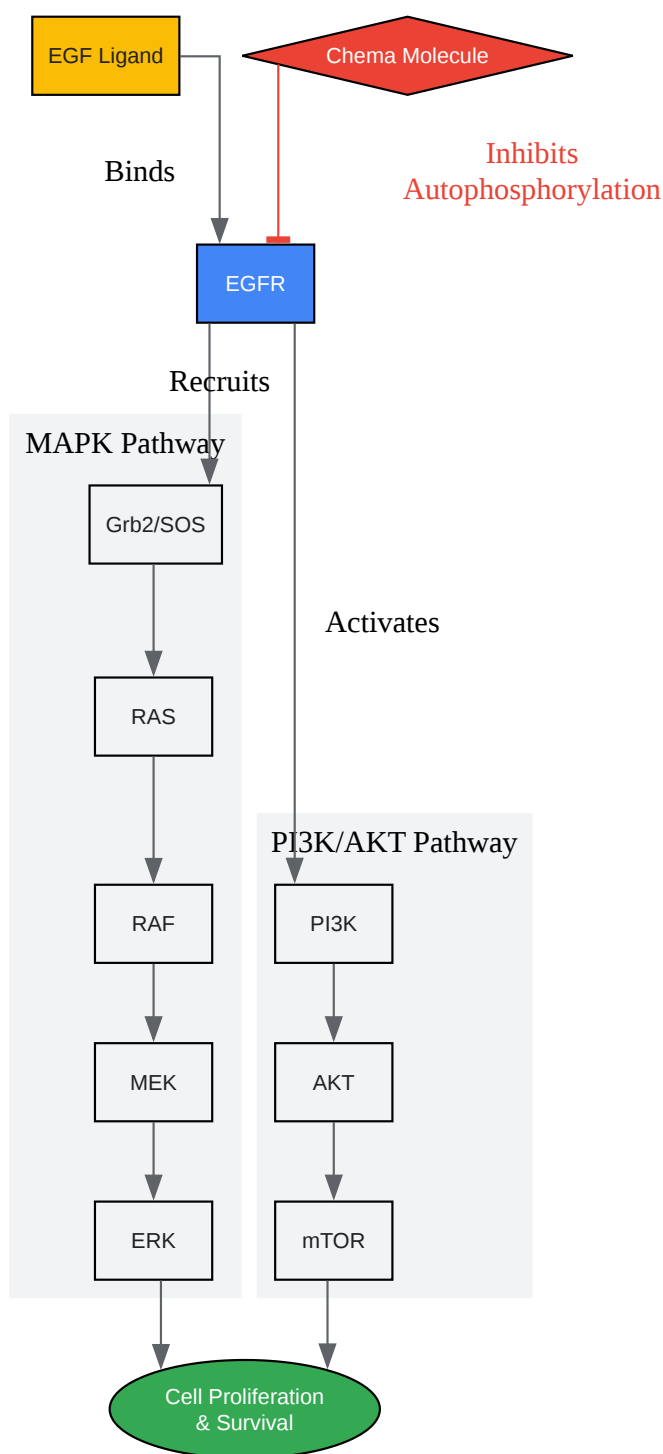 EGF Ligand
Chema Molecule
Binds
Inhibits
Autophosphorylation
EGFR
Recruits
MAPK Pathway
Grb2/SOS
Activates
RAS
PI3K/AKT Pathway
RAF
PI3K
MEK
AKT
ERK
mTOR
Cell Proliferation
& Survival